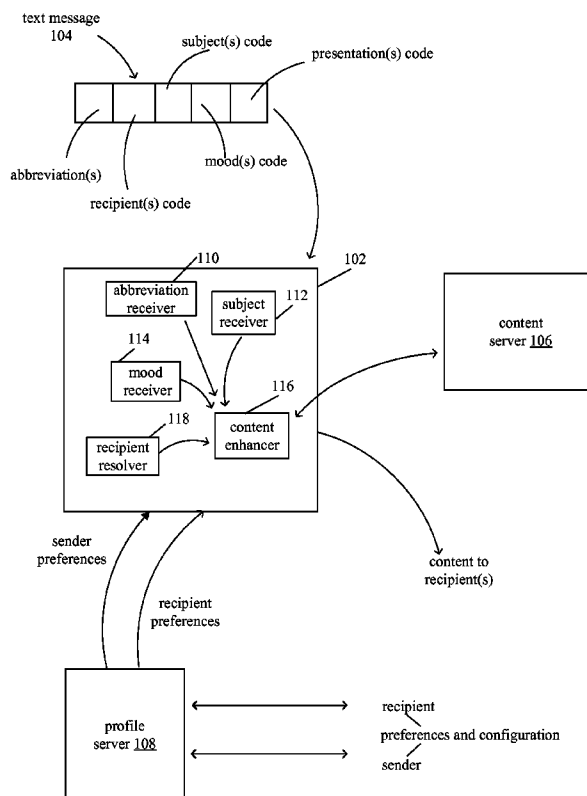 text message
104
subject(s) code
presentation(s) code
mood(s) code
abbreviation(s)
recipient(s) code
110
102
abbreviation
receiver
112
subject
receiver
114
mood
receiver
116
content
enhancer
118
recipient
resolver
content
server 106
sender
preferences
recipient
preferences
content to
recipient(s)
profile
server 108
recipient
preferences and configuration
sender